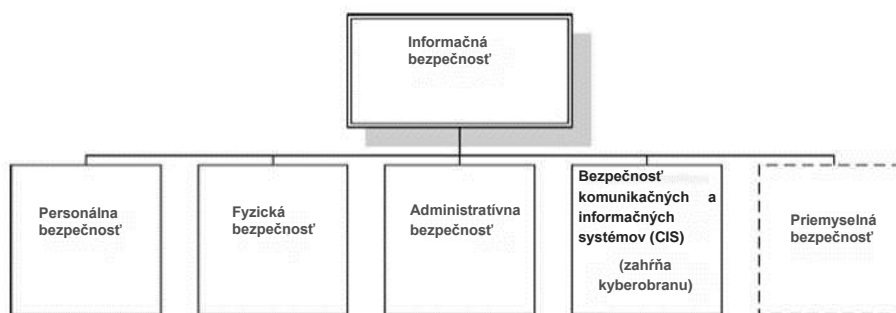 Informačná
bezpečnosť
Personálna
bezpečnosť
Fyzická
bezpečnosť
Administratívna
bezpečnosť
Bezpečnosť
komunikačných a
informačných
systémov (CIS)
(zahŕňa
kyberobranu)
Priemyselná
bezpečnosť